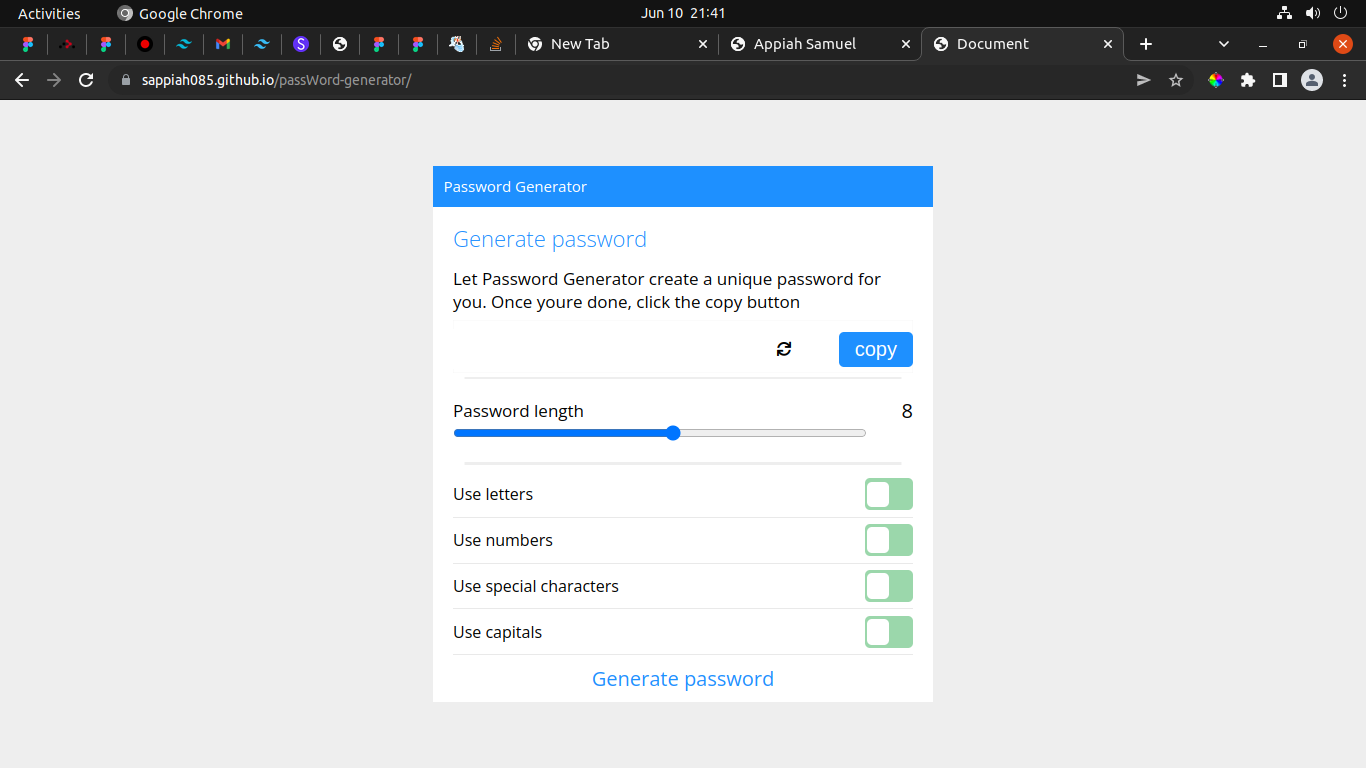 Activities
Google Chrome
Jun 10 21:41
S
New Tab
Appiah Samuel
Document
sappiah085.github.io/passWord-generator/
Password Generator
Generate password
Let Password Generator create a unique password for
you. Once youre done, click the copy button
copy
Password length
8
Use letters
Use numbers
Use special characters
Use capitals
Generate password